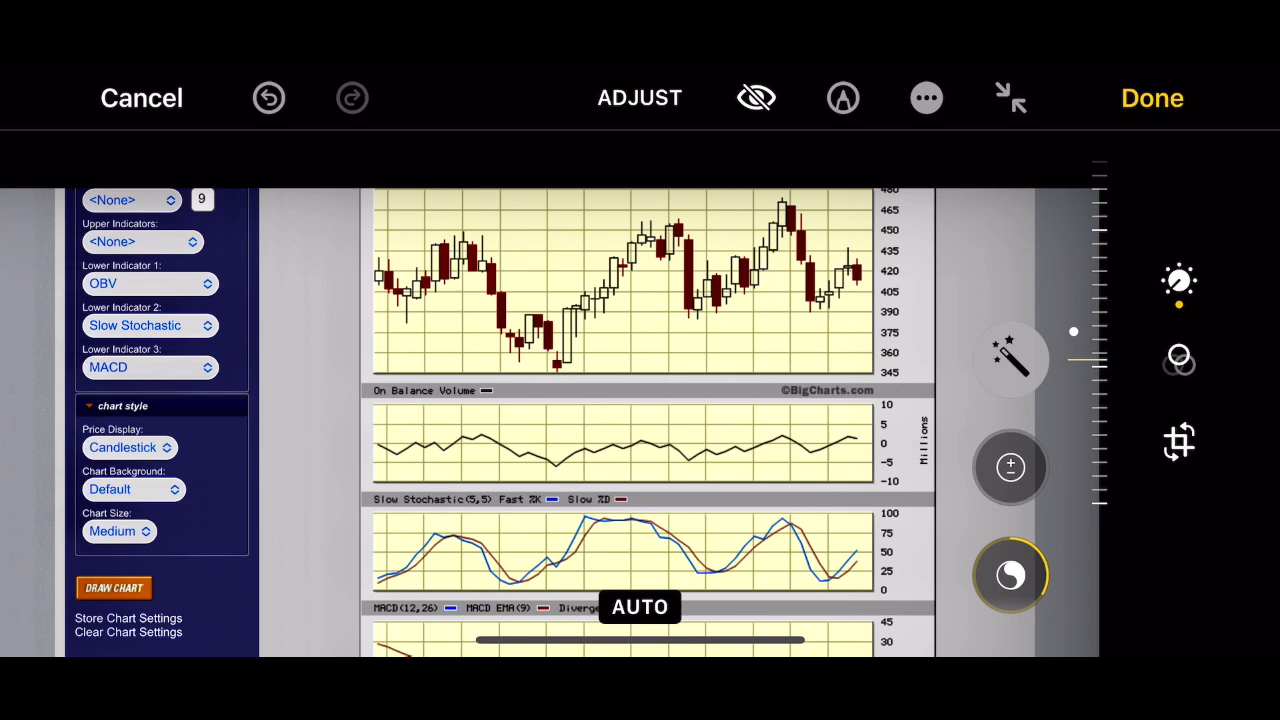 Cancel
ADJUST
Done
<None>
9
Upper Indicators:
<None>
Lower Indicator 1:
OBV
Lower Indicator 2:
Slow Stochastic
Lower Indicator 3:
MACD
chart style
Price Display:
Candlestick
Chart Background:
Default
Chart Size:
Medium
DRAW CHART
Store Chart Settings
Clear Chart Settings
480
465
450
435
420
405
390
375
360
345
On Balance Volume
©BigCharts.com
10
5
0
-5
-10
Millions
Slow Stochastic(5,5) Fast %K Slow %D
100
75
50
25
0
MACD(12,26) MACD EMA(9)
AUTO
45
30